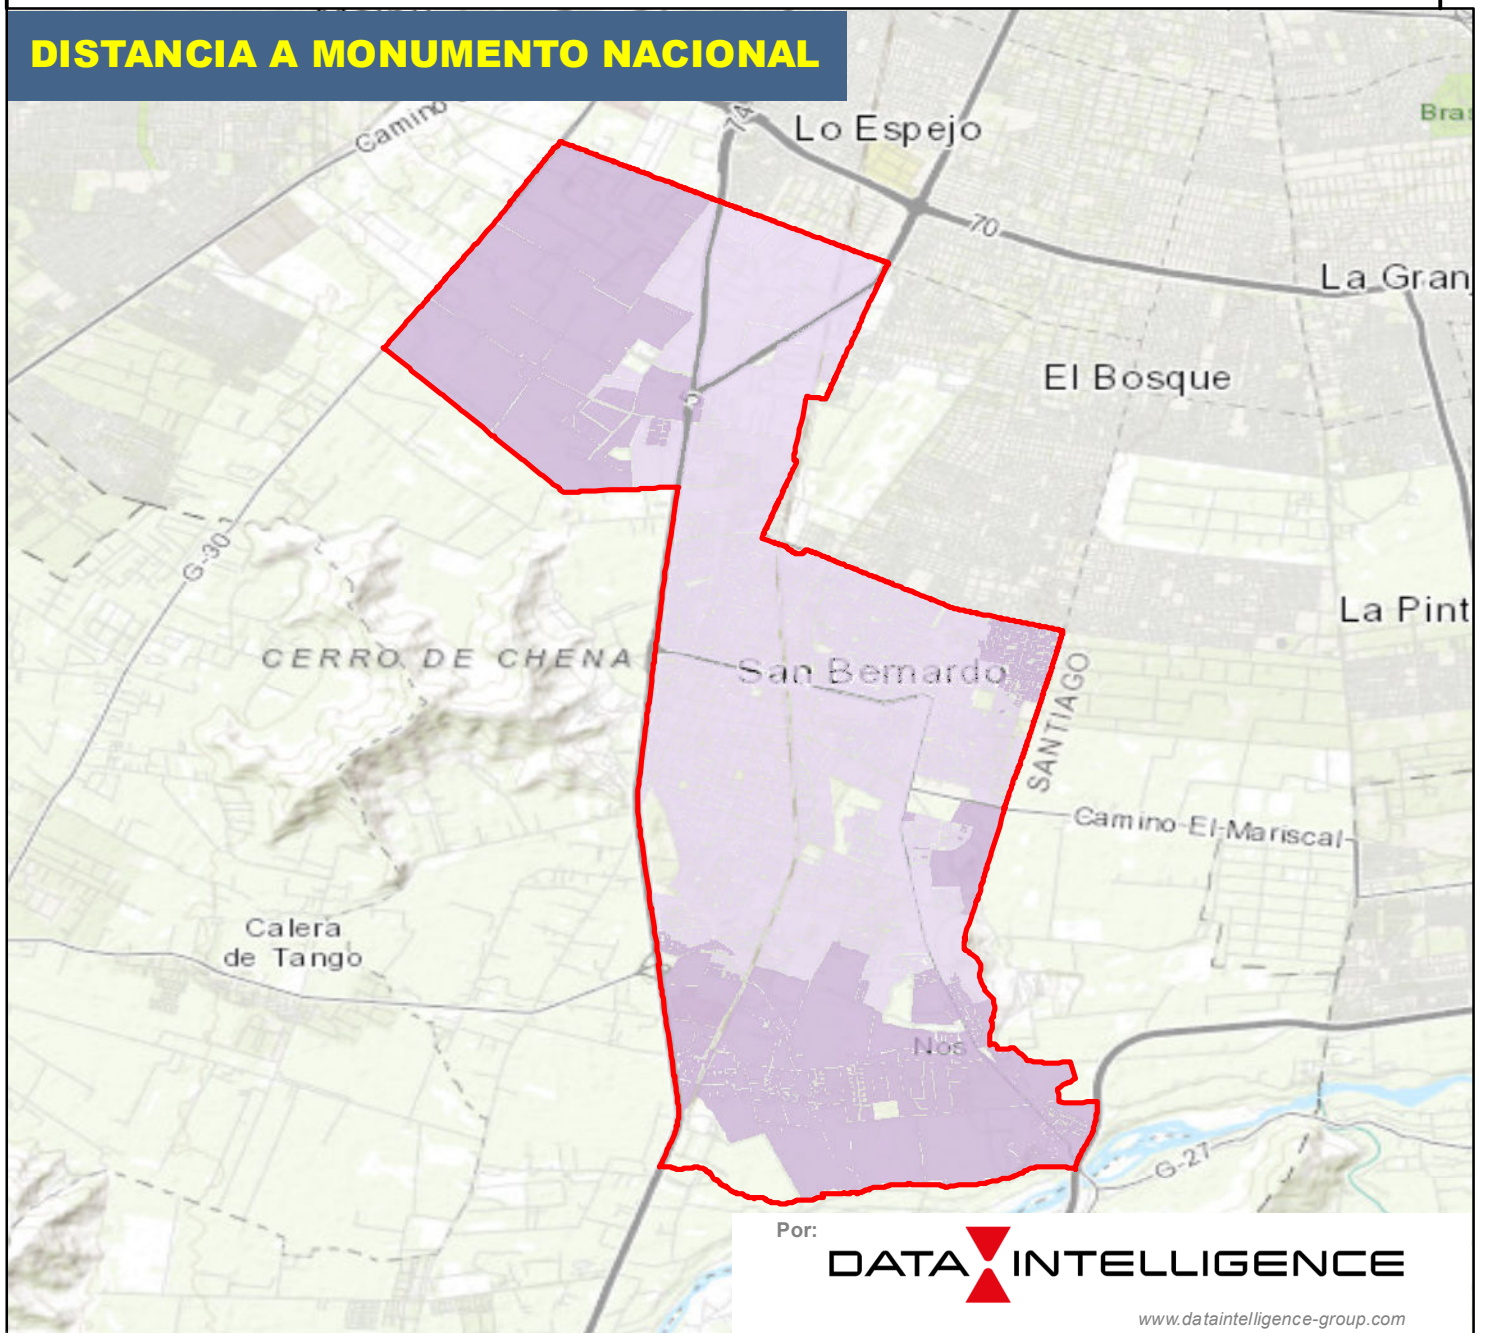 DISTANCIA A MONUMENTO NACIONAL
Camino
74
Lo Espejo
Bras
70
La Gran
El Bosque
G-30
La Pint
CERRO DE CHENA
San Bernardo
SANTIAGO
Camino El Mariscal
Calera
de Tango
Nos
G-27
Por:
DATA INTELLIGENCE
www.dataintelligence-group.com